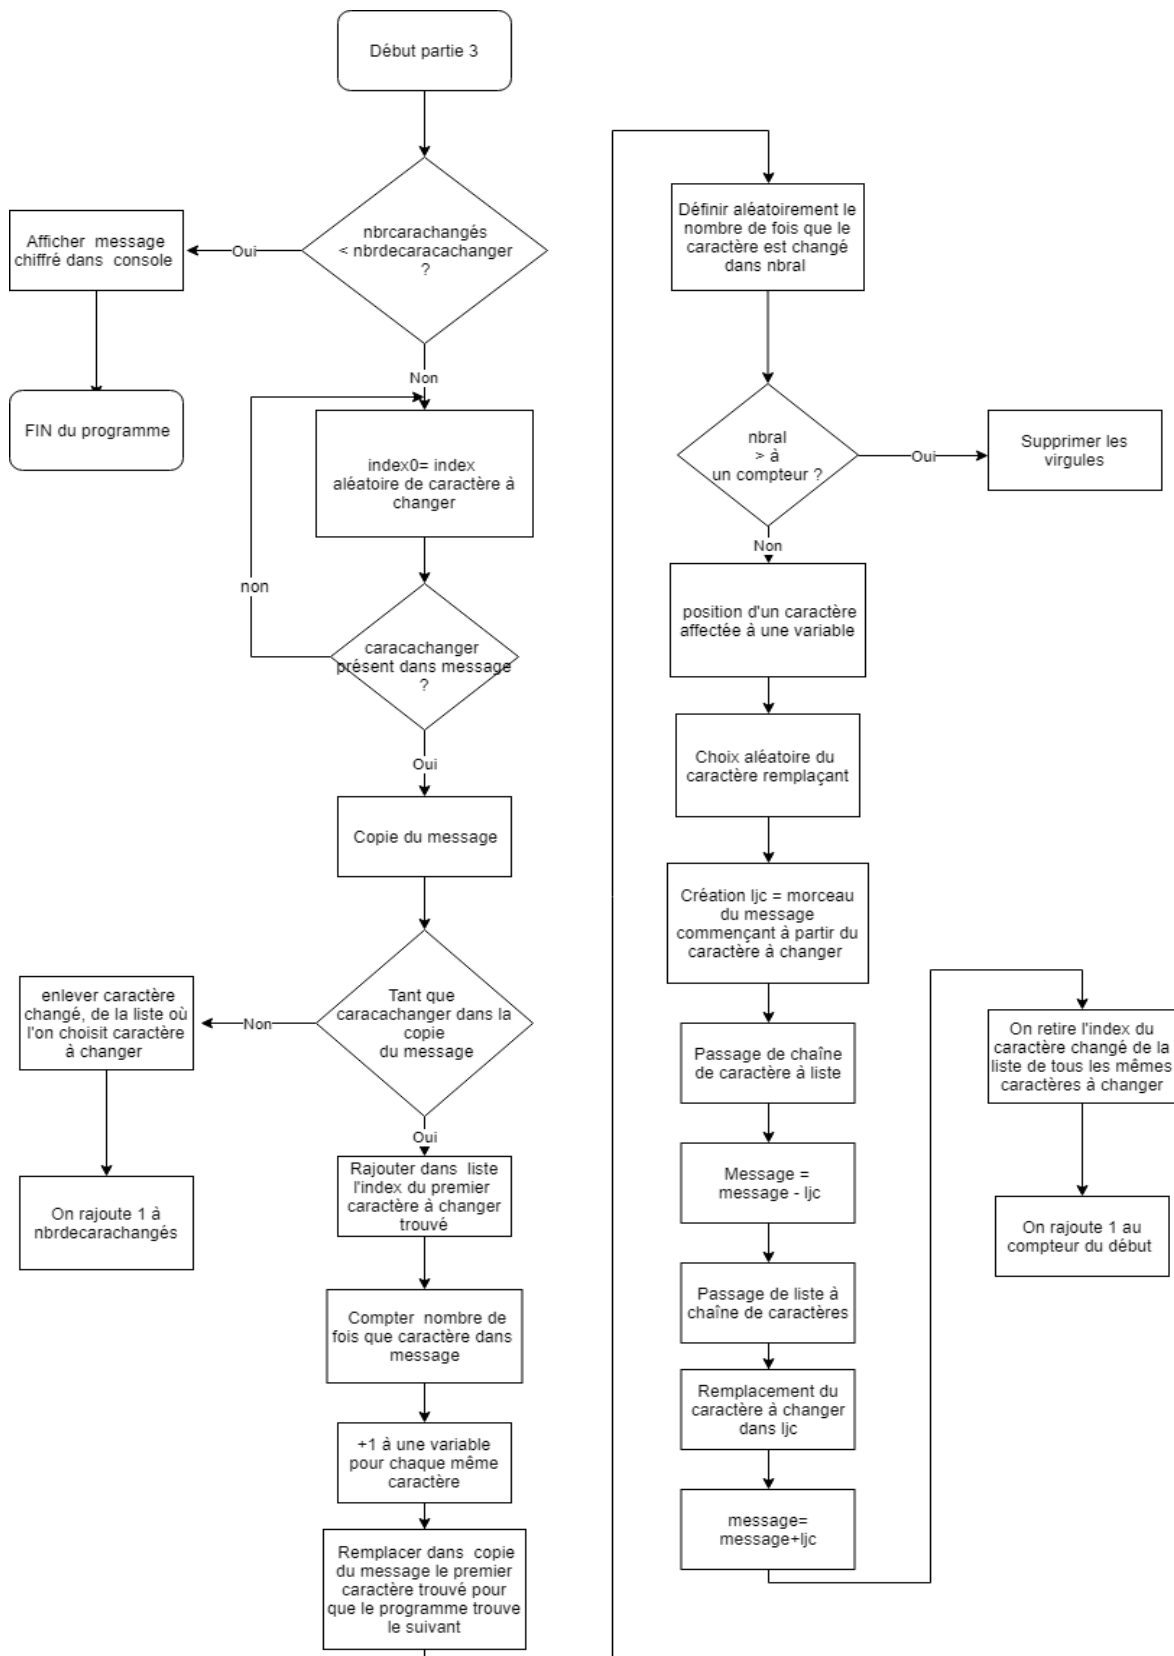 Début partie 3
nbrcarachangés
< nbrdecaracachanger
?
Oui
Afficher message
chiffré dans console
FIN du programme
Non
index0= index
aléatoire de caractère à
changer
non
caracachanger
présent dans message
?
Oui
Copie du message
Tant que
caracachanger dans la
copie
du message
Non
enlever caractère
changé, de la liste où
l'on choisit caractère
à changer
On rajoute 1 à
nbrdecarachangés
Oui
Rajouter dans liste
l'index du premier
caractère à changer
trouvé
Compter nombre de
fois que caractère dans
message
+1 à une variable
pour chaque même
caractère
Remplacer dans copie
du message le premier
caractère trouvé pour
que le programme trouve
le suivant
Définir aléatoirement le
nombre de fois que le
caractère est changé
dans nbral
nbral
> à
un compteur ?
Oui
Supprimer les
virgules
Non
position d'un caractère
affectée à une variable
Choix aléatoire du
caractère remplaçant
Création ljc = morceau
du message
commençant à partir du
caractère à changer
Passage de chaîne
de caractère à liste
Message =
message - ljc
Passage de liste à
chaîne de caractères
Remplacement du
caractère à changer
dans ljc
message=
message+ljc
On retire l'index du
caractère changé de la
liste de tous les mêmes
caractères à changer
On rajoute 1 au
compteur du début